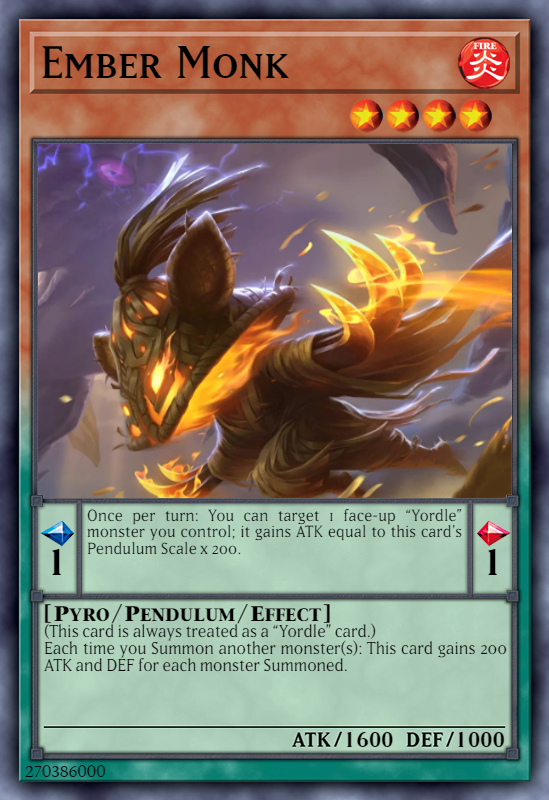 Ember Monk
FIRE
炎
Once per turn: You can target 1 face-up “Yordle”
monster you control; it gains ATK equal to this card’s
Pendulum Scale x 200.
1
1
[Pyro/Pendulum/Effect]
(This card is always treated as a “Yordle” card.)
Each time you Summon another monster(s): This card gains 200
ATK and DEF for each monster Summoned.
ATK/1600 DEF/1000
270386000